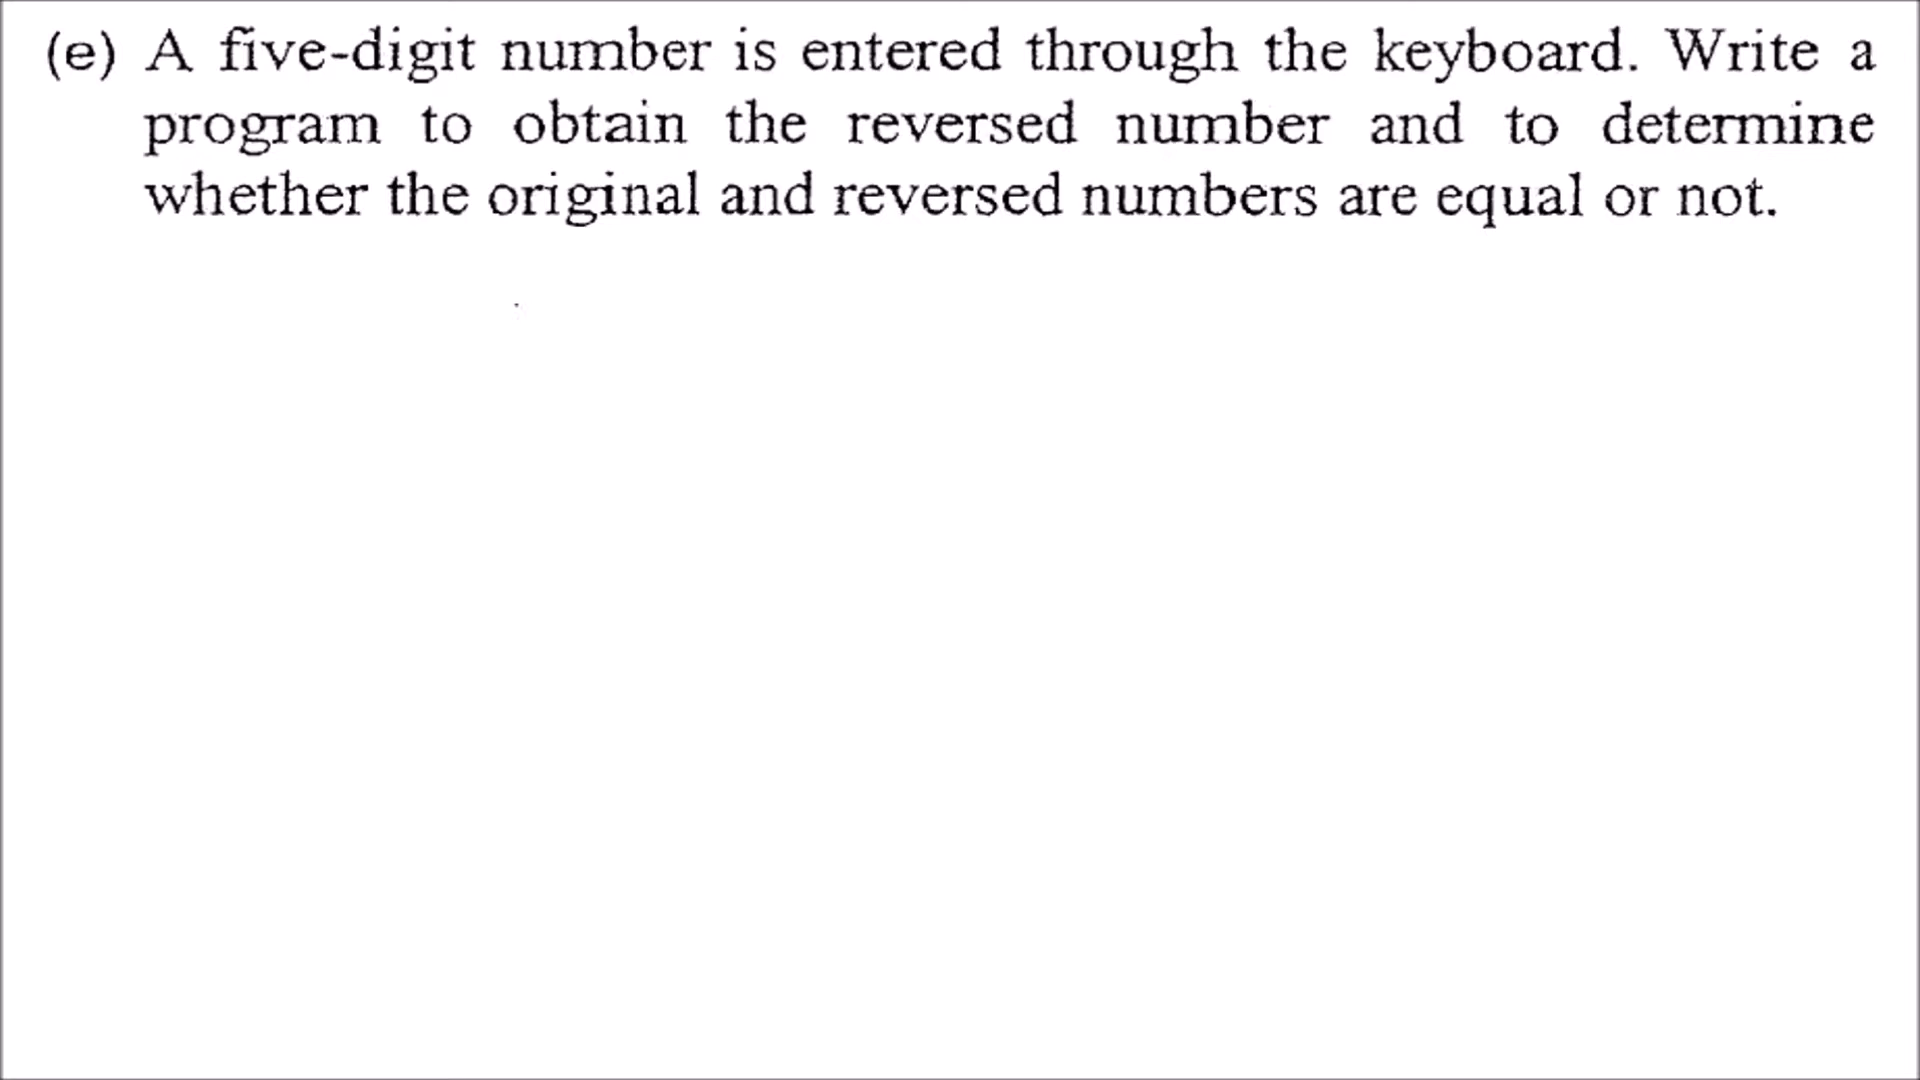 (e) A five-digit number is entered through the keyboard. Write a
program to obtain the reversed number and to determine
whether the original and reversed numbers are equal or not.